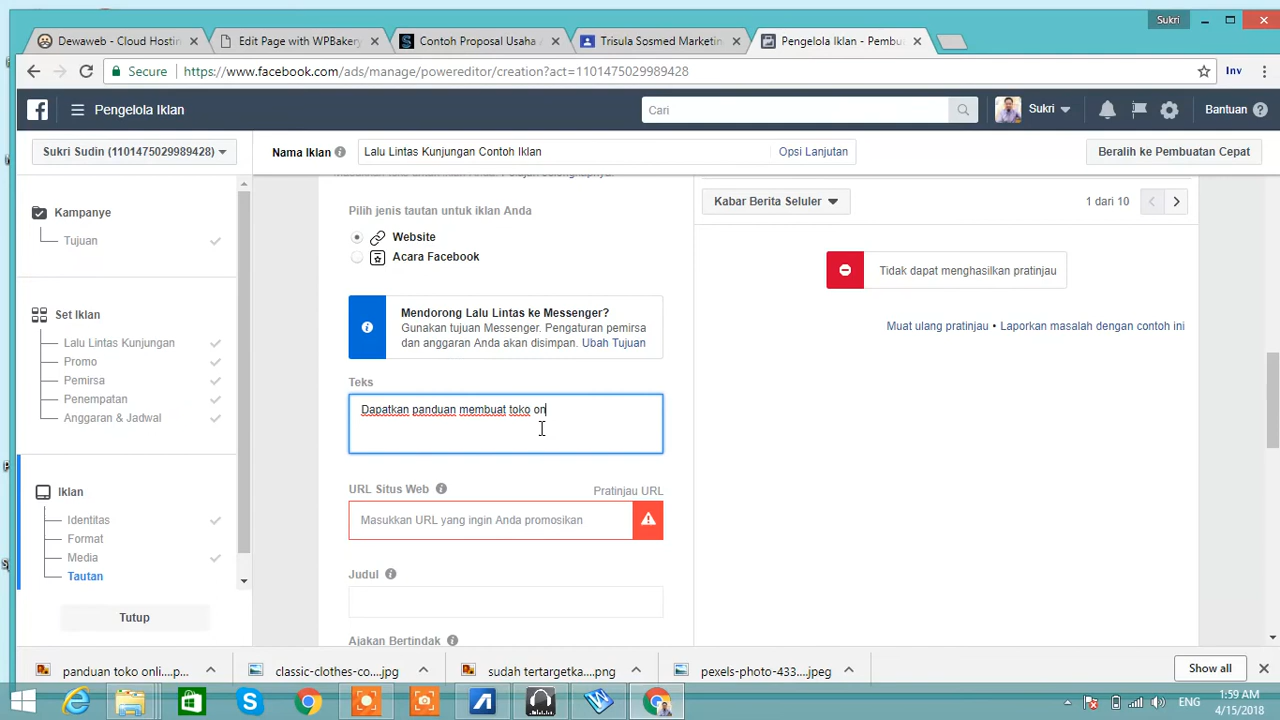 Sukri
Dewaweb - Cloud Hostin
Edit Page with WPBakery
Contoh Proposal Usaha
Trisula Sosmed Marketin
Pengelola Iklan - Pembu
Secure
https://www.facebook.com/ads/manage/powereditor/creation?act=1101475029989428
Inv
Pengelola Iklan
Cari
Sukri
Bantuan
Sukri Sudin (1101475029989428)
Nama Iklan
Lalu Lintas Kunjungan Contoh Iklan
Opsi Lanjutan
Beralih ke Pembuatan Cepat
Kampanye
Tujuan
Set Iklan
Lalu Lintas Kunjungan
Promo
Pemirsa
Penempatan
Anggaran & Jadwal
Iklan
Identitas
Format
Media
Tautan
Tutup
Pilih jenis tautan untuk iklan Anda
Website
Acara Facebook
Mendorong Lalu Lintas ke Messenger?
Gunakan tujuan Messenger. Pengaturan pemirsa
dan anggaran Anda akan disimpan. Ubah Tujuan
Teks
Dapatkan panduan membuat toko on
URL Situs Web
Pratinjau URL
Masukkan URL yang ingin Anda promosikan
Judul
Ajakan Bertindak
Kabar Berita Seluler
1 dari 10
Tidak dapat menghasilkan pratinjau
Muat ulang pratinjau • Laporkan masalah dengan contoh ini
panduan toko onli....p...
classic-clothes-co....jpg
sudah tertargetka....png
pexels-photo-433....jpeg
Show all
ENG
1:59 AM
4/15/2018